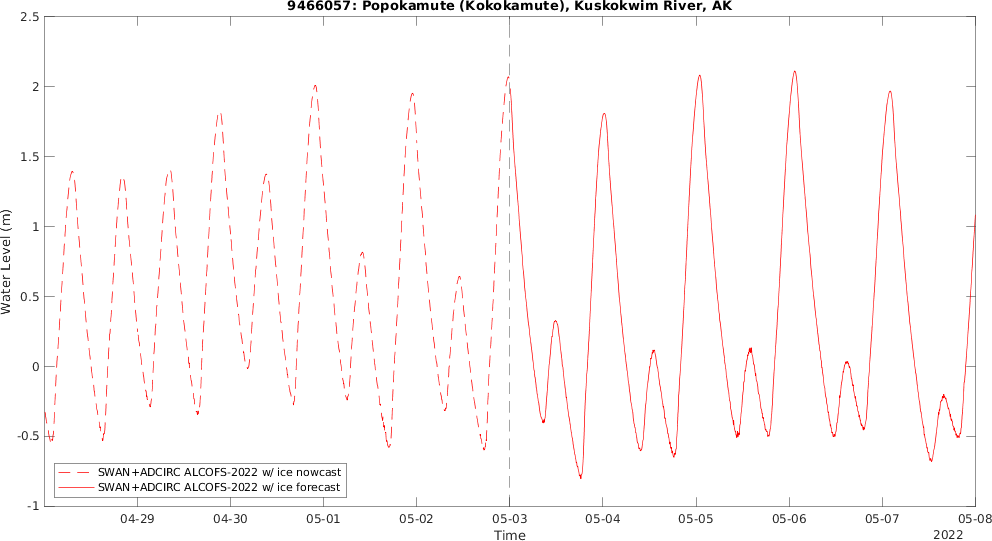 9466057: Popokamute (Kokokamute), Kuskokwim River, AK
2.5
2
1.5
1
0.5
0
-0.5
-1
Water Level (m)
SWAN+ADCIRC ALCOFS-2022 w/ ice nowcast
SWAN+ADCIRC ALCOFS-2022 w/ ice forecast
04-29 04-30 05-01 05-02 05-03 05-04 05-05 05-06 05-07 05-08
Time
2022